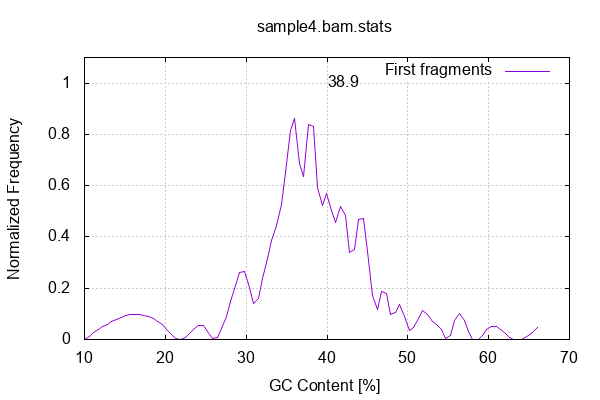 sample4.bam.stats
First fragments
38.9
Normalized Frequency
1
0.8
0.6
0.4
0.2
0
10 20 30 40 50 60 70
GC Content [%]